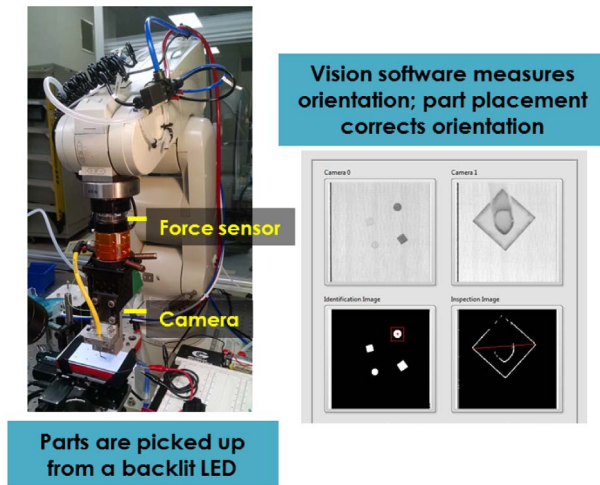 Vision software measures
orientation; part placement
corrects orientation
Force sensor
Camera
Camera 0
Camera 1
Identification Image
Inspection Image
Parts are picked up
from a backlit LED